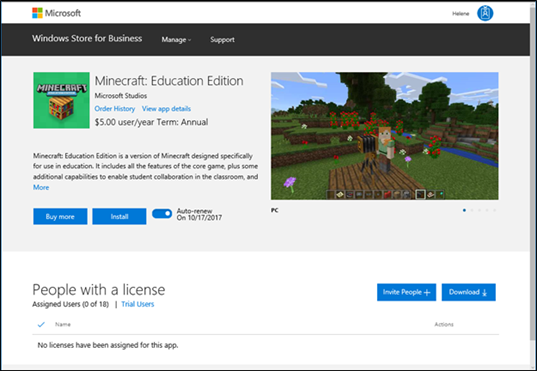 Microsoft
Helene
Windows Store for Business
Manage
Support
MINECRAFT
Minecraft: Education Edition
Microsoft Studios
Order History View app details
$5.00 user/year Term: Annual
Minecraft: Education Edition is a version of Minecraft designed specifically
for use in education. It includes all the features of the core game, plus some
additional capabilities to enable student collaboration in the classroom, and
More
PC
Buy more
Install
Auto-renew
On 10/17/2017
People with a license
Invite People +
Download
Assigned Users (0 of 18) | Trial Users
Name
Actions
No licenses have been assigned for this app.